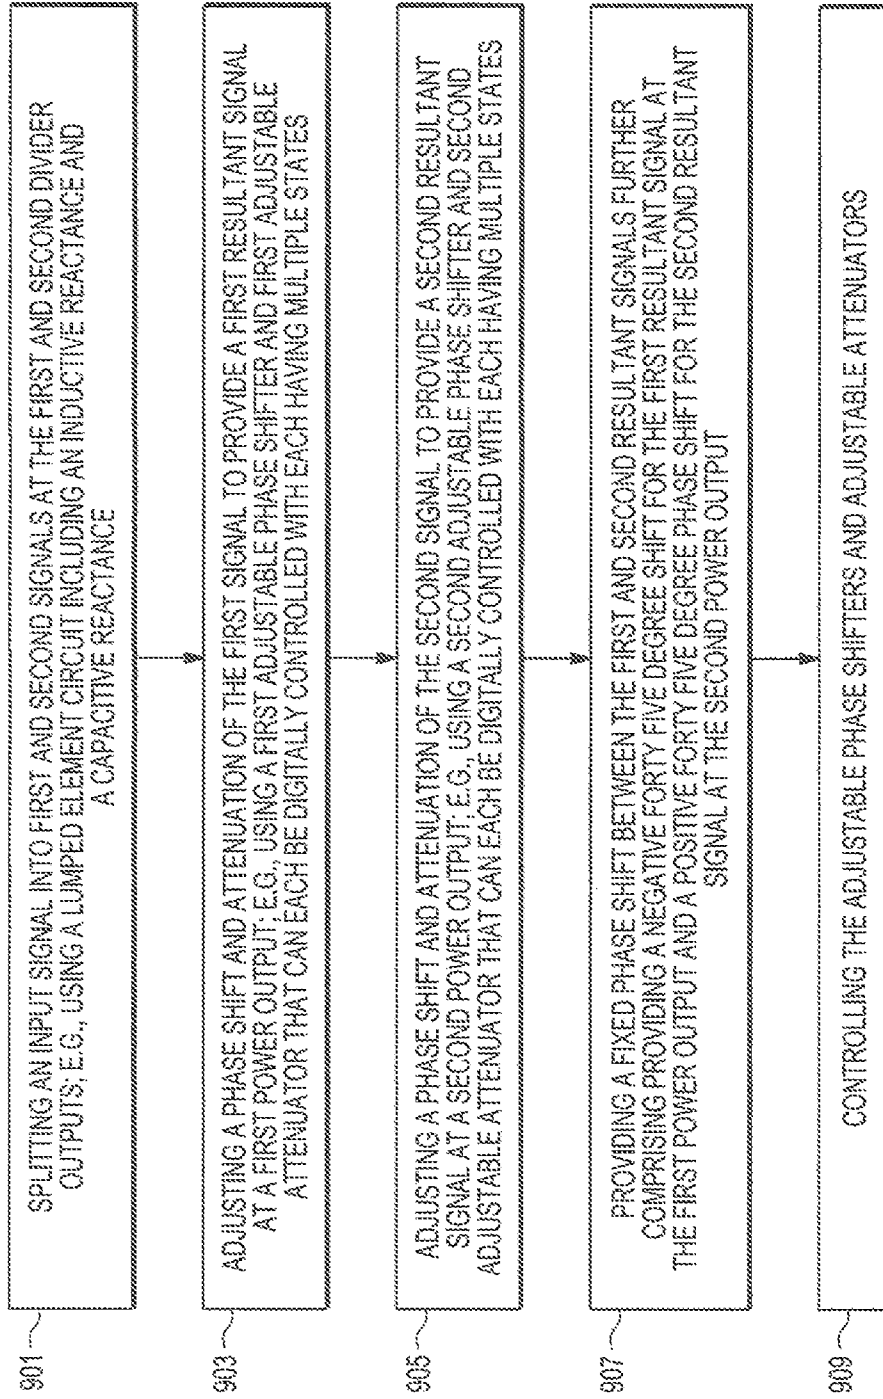 901
SPLITTING AN INPUT SIGNAL INTO FIRST AND SECOND SIGNALS AT THE FIRST AND SECOND DIVIDER
OUTPUTS; E.G., USING A LUMPED ELEMENT CIRCUIT INCLUDING AN INDUCTIVE REACTANCE AND
A CAPACITIVE REACTANCE
903
ADJUSTING A PHASE SHIFT AND ATTENUATION OF THE FIRST SIGNAL TO PROVIDE A FIRST RESULTANT SIGNAL
AT A FIRST POWER OUTPUT; E.G., USING A FIRST ADJUSTABLE PHASE SHIFTER AND FIRST ADJUSTABLE
ATTENUATOR THAT CAN EACH BE DIGITALLY CONTROLLED WITH EACH HAVING MULTIPLE STATES
905
ADJUSTING A PHASE SHIFT AND ATTENUATION OF THE SECOND SIGNAL TO PROVIDE A SECOND RESULTANT
SIGNAL AT A SECOND POWER OUTPUT; E.G., USING A SECOND ADJUSTABLE PHASE SHIFTER AND SECOND
ADJUSTABLE ATTENUATOR THAT CAN EACH BE DIGITALLY CONTROLLED WITH EACH HAVING MULTIPLE STATES
907
PROVIDING A FIXED PHASE SHIFT BETWEEN THE FIRST AND SECOND RESULTANT SIGNALS FURTHER
COMPRISING PROVIDING A NEGATIVE FORTY FIVE DEGREE SHIFT FOR THE FIRST RESULTANT SIGNAL AT
THE FIRST POWER OUTPUT AND A POSITIVE FORTY FIVE DEGREE PHASE SHIFT FOR THE SECOND RESULTANT
SIGNAL AT THE SECOND POWER OUTPUT
909
CONTROLLING THE ADJUSTABLE PHASE SHIFTERS AND ADJUSTABLE ATTENUATORS